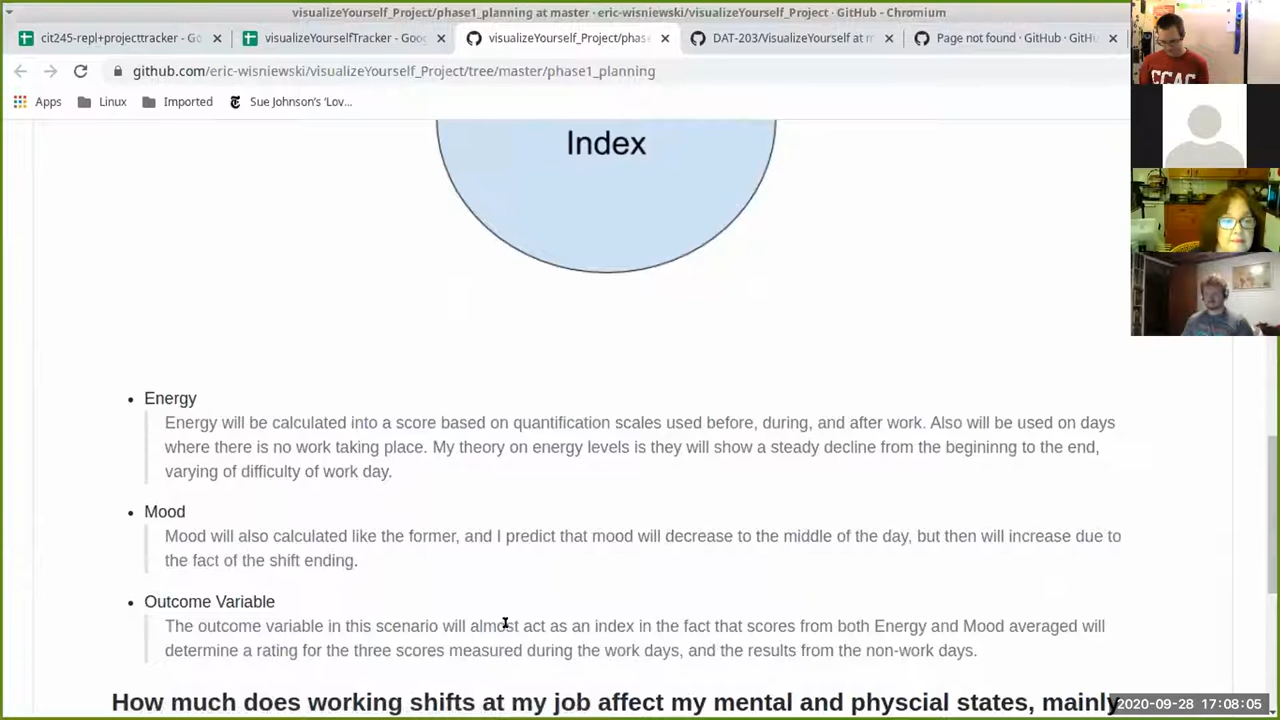 visualizeYourself_Project/phase1_planning at master · eric-wisniewski/visualizeYourself_Project · GitHub - Chromium
cit245-repl+projecttracker - Go
visualizeYourselfTracker - Goog
visualizeYourself_Project/phase
DAT-203/VisualizeYourself at m
Page not found · GitHub · GitHu
github.com/eric-wisniewski/visualizeYourself_Project/tree/master/phase1_planning
Apps
Linux
Imported
Sue Johnson's 'Lov...
CCAC
Index
Energy
Energy will be calculated into a score based on quantification scales used before, during, and after work. Also will be used on days
where there is no work taking place. My theory on energy levels is they will show a steady decline from the begininng to the end,
varying of difficulty of work day.
Mood
Mood will also calculated like the former, and I predict that mood will decrease to the middle of the day, but then will increase due to
the fact of the shift ending.
Outcome Variable
The outcome variable in this scenario will almost act as an index in the fact that scores from both Energy and Mood averaged will
determine a rating for the three scores measured during the work days, and the results from the non-work days.
How much does working shifts at my job affect my mental and physcial states, mainly
2020-09-28 17:08:05